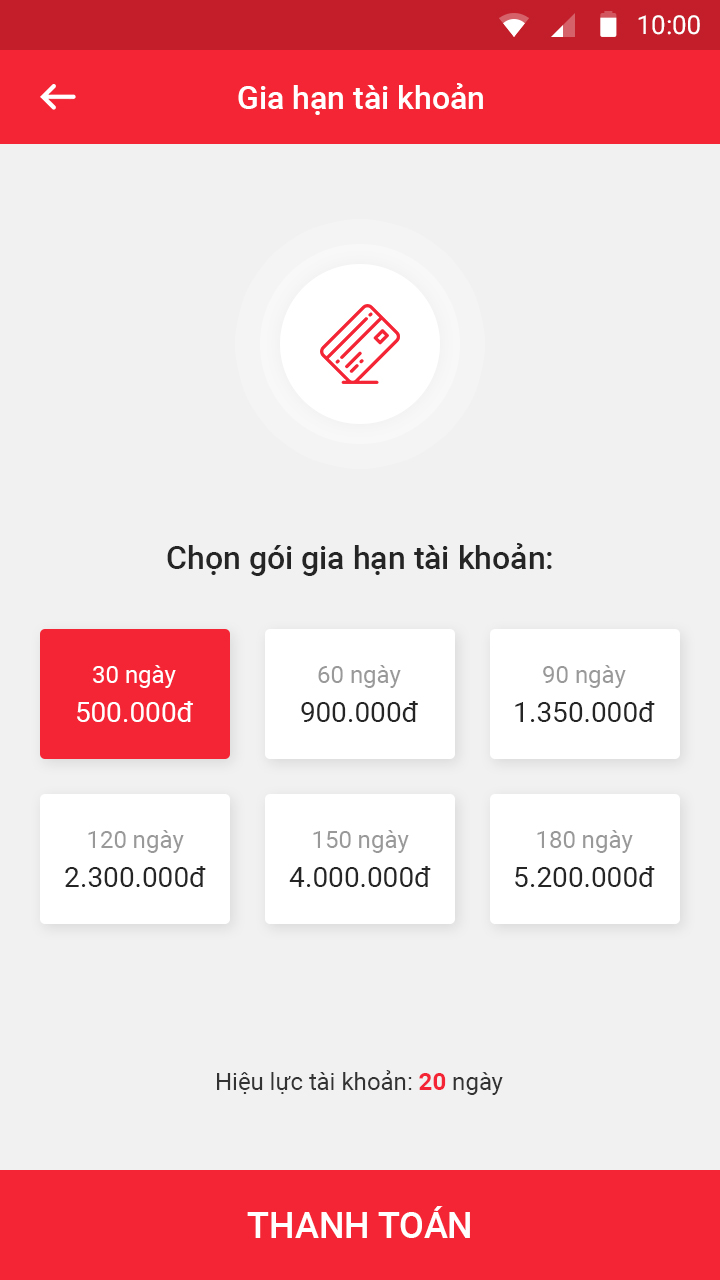 10:00
Gia hạn tài khoản
Chọn gói gia hạn tài khoản:
30 ngày
500.000đ
60 ngày
900.000đ
90 ngày
1.350.000đ
120 ngày
2.300.000đ
150 ngày
4.000.000đ
180 ngày
5.200.000đ
Hiệu lực tài khoản: 20 ngày
THANH TOÁN